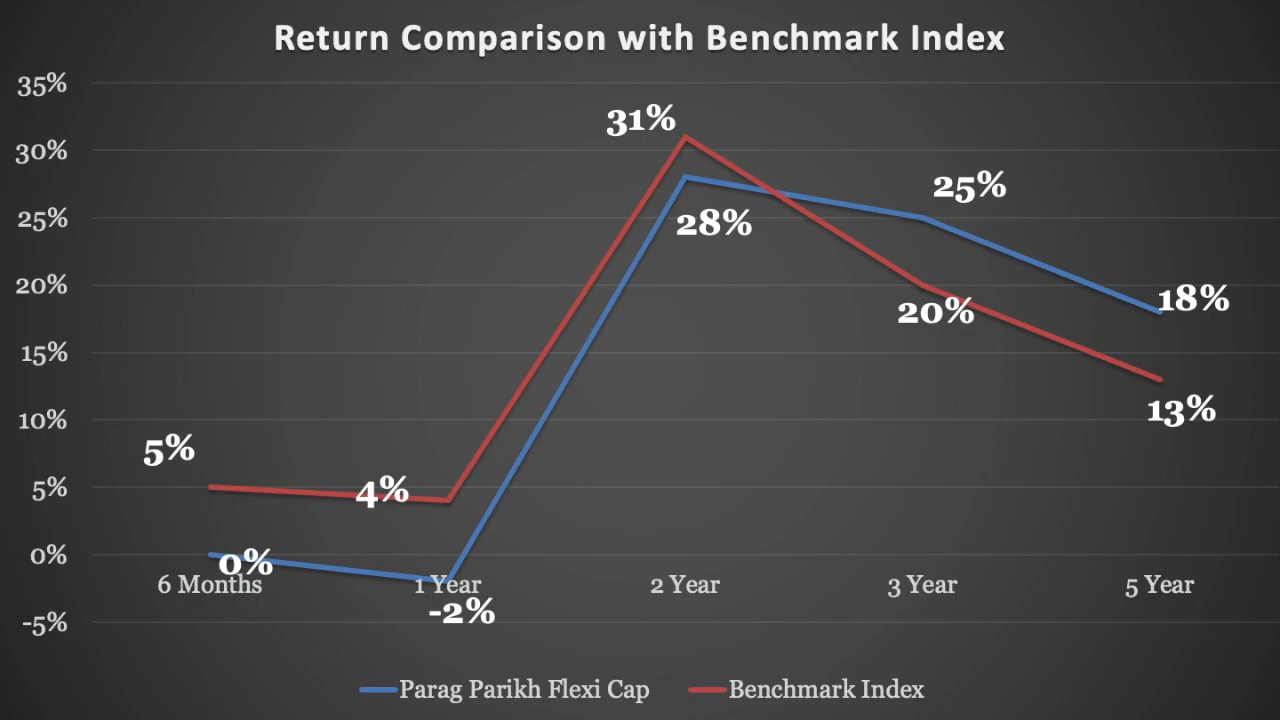 Return Comparison with Benchmark Index
35%
30%
25%
20%
15%
10%
5%
0%
-5%
31%
28%
25%
20%
18%
13%
5%
4%
0%
-2%
6 Months
1 Year
2 Year
3 Year
5 Year
Parag Parikh Flexi Cap
Benchmark Index